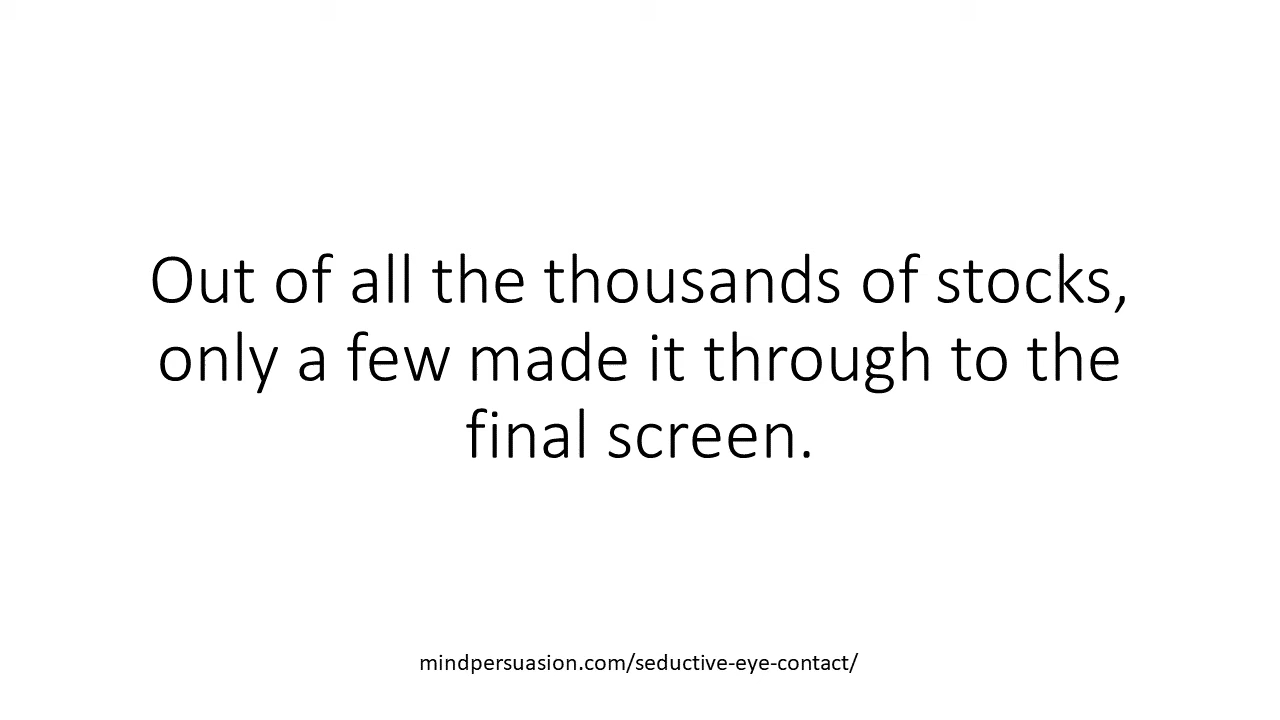 Out of all the thousands of stocks,
only a few made it through to the
final screen.
mindpersuasion.com/seductive-eye-contact/